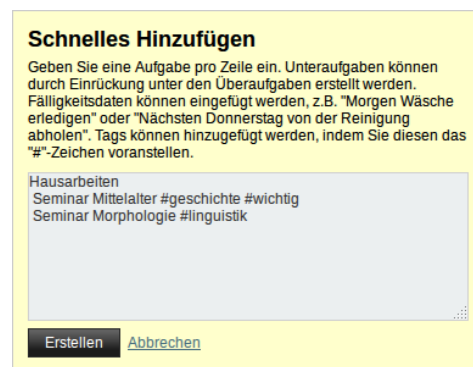 Schnelles Hinzufügen
Geben Sie eine Aufgabe pro Zeile ein. Unteraufgaben können
durch Einrückung unter den Überaufgaben erstellt werden.
Fälligkeitsdaten können eingefügt werden, z.B. "Morgen Wäsche
erledigen" oder "Nächsten Donnerstag von der Reinigung
abholen". Tags können hinzugefügt werden, indem Sie diesen das
"#"-Zeichen voranstellen.
Hausarbeiten
Seminar Mittelalter #geschichte #wichtig
Seminar Morphologie #linguistik
Erstellen Abbrechen